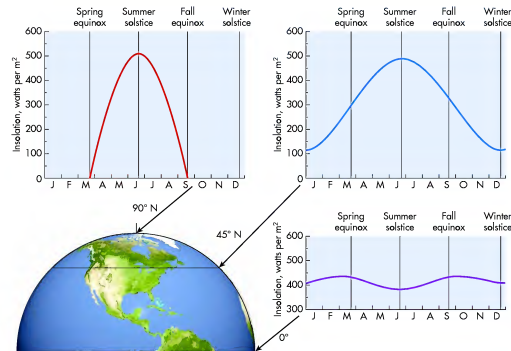 Spring equinox
Summer solstice
Fall equinox
Winter solstice
Insolation, watts per m²
600
500
400
300
200
100
0
J F M A M J J A S O N D
Spring equinox
Summer solstice
Fall equinox
Winter solstice
Insolation, watts per m²
600
500
400
300
200
100
0
J F M A M J J A S O N D
90° N
45° N
0°
Spring equinox
Summer solstice
Fall equinox
Winter solstice
Insolation, watts per m²
600
500
400
300
J F M A M J J A S O N D